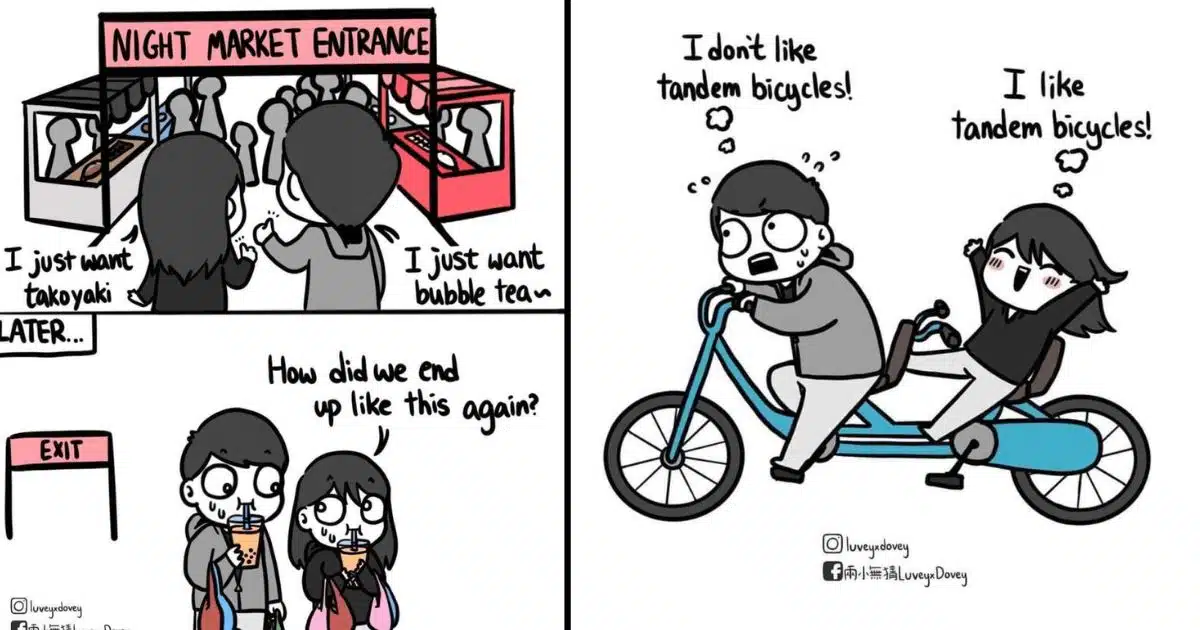 NIGHT MARKET ENTRANCE
I just want
takoyaki
I just want
bubble tea~
LATER...
How did we end
up like this again?
EXIT
luveyxdovey
I don't like
tandem bicycles!
I like
tandem bicycles!
luveyxdovey
兩小無猜LuveyxDovey